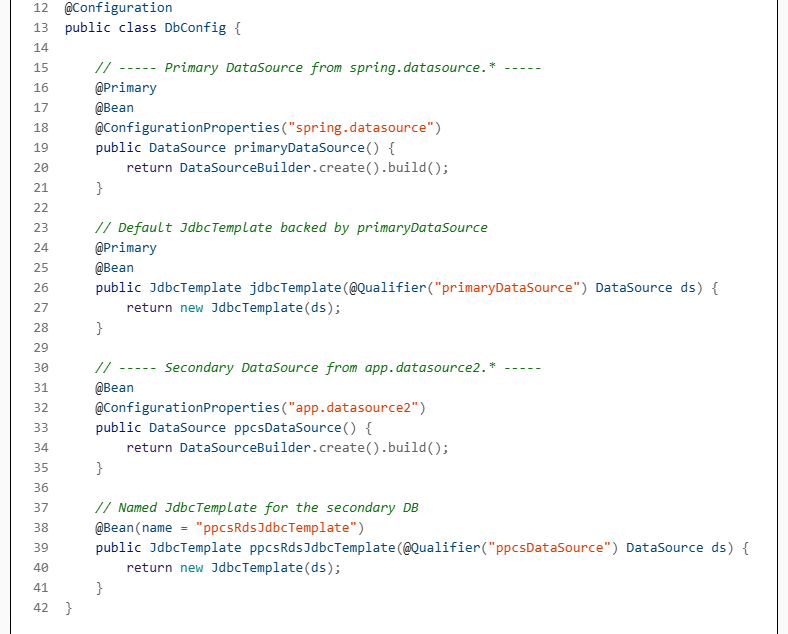 12 @Configuration
13 public class DbConfig {
14
15     // ----- Primary DataSource from spring.datasource.* -----
16     @Primary
17     @Bean
18     @ConfigurationProperties("spring.datasource")
19     public DataSource primaryDataSource() {
20         return DataSourceBuilder.create().build();
21     }
22
23     // Default JdbcTemplate backed by primaryDataSource
24     @Primary
25     @Bean
26     public JdbcTemplate jdbcTemplate(@Qualifier("primaryDataSource") DataSource ds) {
27         return new JdbcTemplate(ds);
28     }
29
30     // ----- Secondary DataSource from app.datasource2.* -----
31     @Bean
32     @ConfigurationProperties("app.datasource2")
33     public DataSource ppcsDataSource() {
34         return DataSourceBuilder.create().build();
35     }
36
37     // Named JdbcTemplate for the secondary DB
38     @Bean(name = "ppcsRdsJdbcTemplate")
39     public JdbcTemplate ppcsRdsJdbcTemplate(@Qualifier("ppcsDataSource") DataSource ds) {
40         return new JdbcTemplate(ds);
41     }
42 }